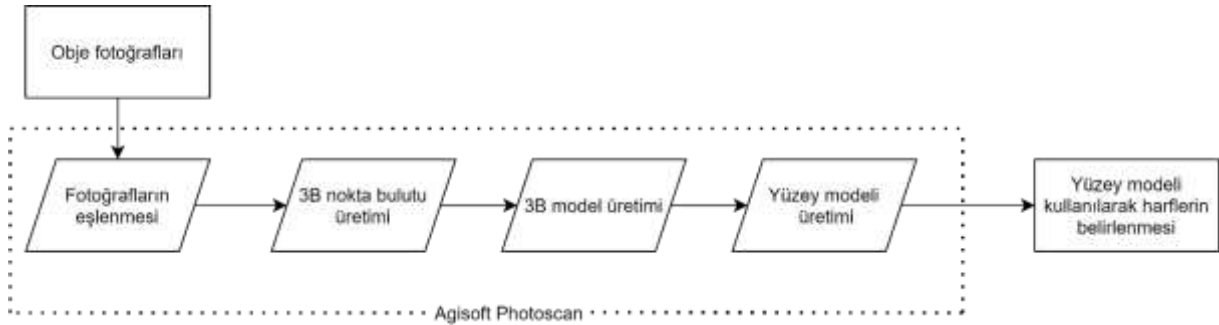 Obje fotoğrafları
Fotoğrafların
eşlenmesi
3B nokta bulutu
üretimi
3B model üretimi
Yüzey modeli
üretimi
Yüzey modeli
kullanılarak harflerin
belirlenmesi
Agisoft Photoscan